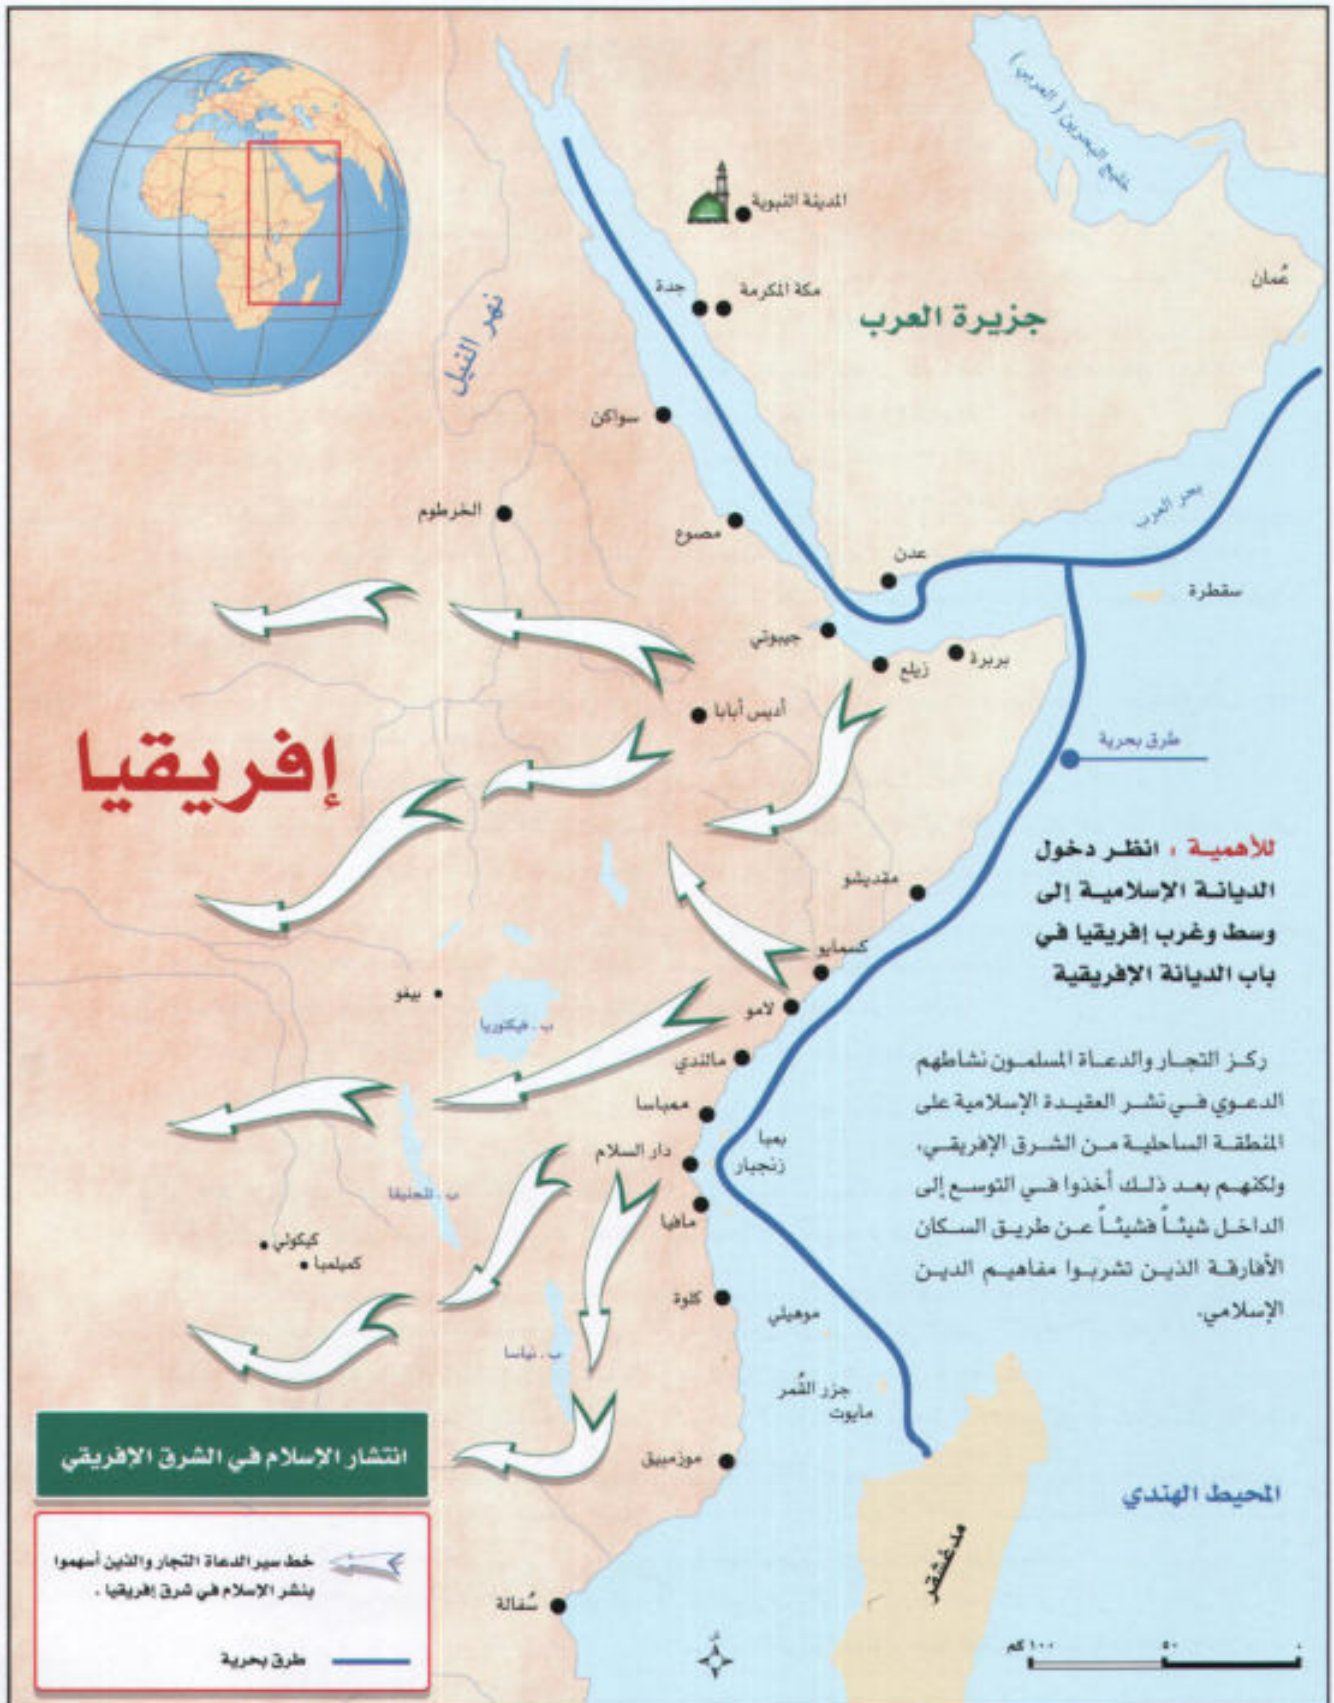 خليج البحرين ( العربي )
المدينة النبوية
عُمان
مكة المكرمة
جدة
جزيرة العرب
نهر النيل
سواكن
بحر العرب
الخرطوم
مصوع
عدن
سقطرة
جيبوتي
بربرة
زيلع
أديس أبابا
طرق بحرية
إفريقيا
للأهمية : انظر دخول
الديانة الإسلامية إلى
وسط وغرب إفريقيا في
باب الديانة الإفريقية
مقديشو
كسمايو
بيغو
لامو
ب . فيكتوريا
مالندي
ركز التجار والدعاة المسلمون نشاطهم
الدعوي في نشر العقيدة الإسلامية على
المنطقة الساحلية من الشرق الإفريقي،
ولكنهم بعد ذلك أخذوا في التوسع إلى
الداخل شيئاً فشيئاً عن طريق السكان
الأفارقة الذين تشربوا مفاهيم الدين
الإسلامي.
ممباسا
بمبا
زنجبار
دار السلام
مافيا
كيكولي
كميلمبا
كلوة
موهيلي
ب . نياسا
جزر القُمر
مايوت
موزمبيق
المحيط الهندي
مدغشقر
سُفالة
انتشار الإسلام في الشرق الإفريقي
خط سير الدعاة التجار والذين أسهموا
بنشر الإسلام في شرق إفريقيا .
طرق بحرية
ش
٠ ٥٠ ١٠٠ كم